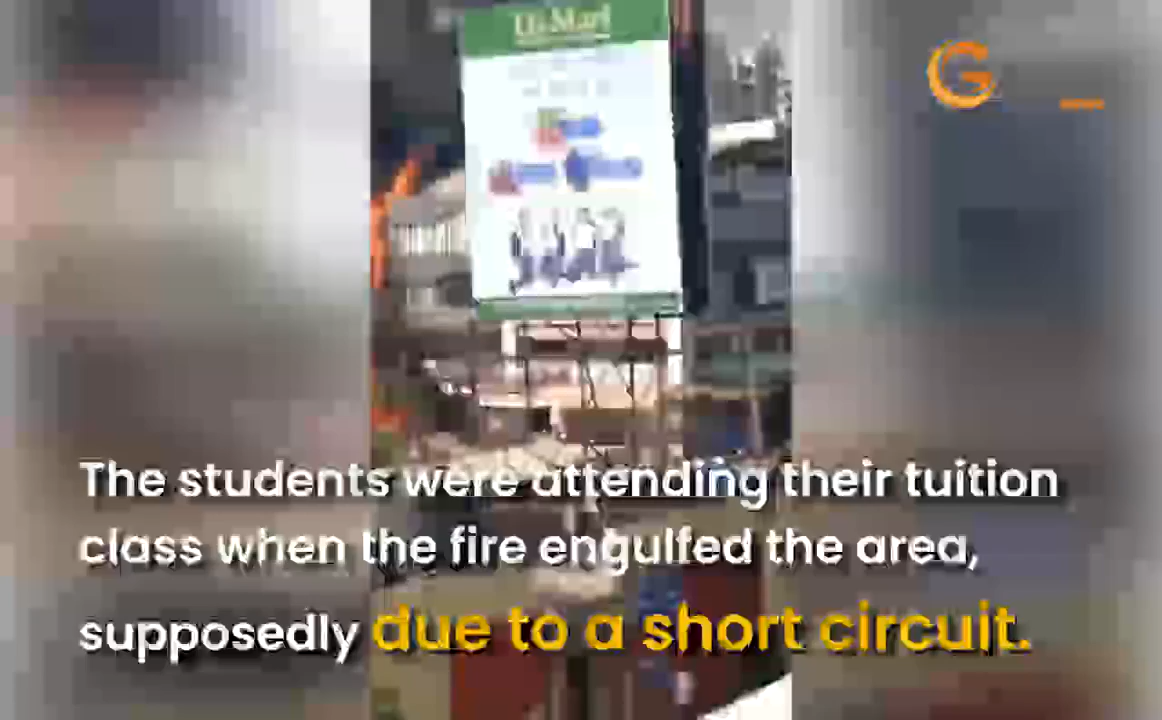 The students were attending their tuition
class when the fire engulfed the area,
supposedly due to a short circuit.